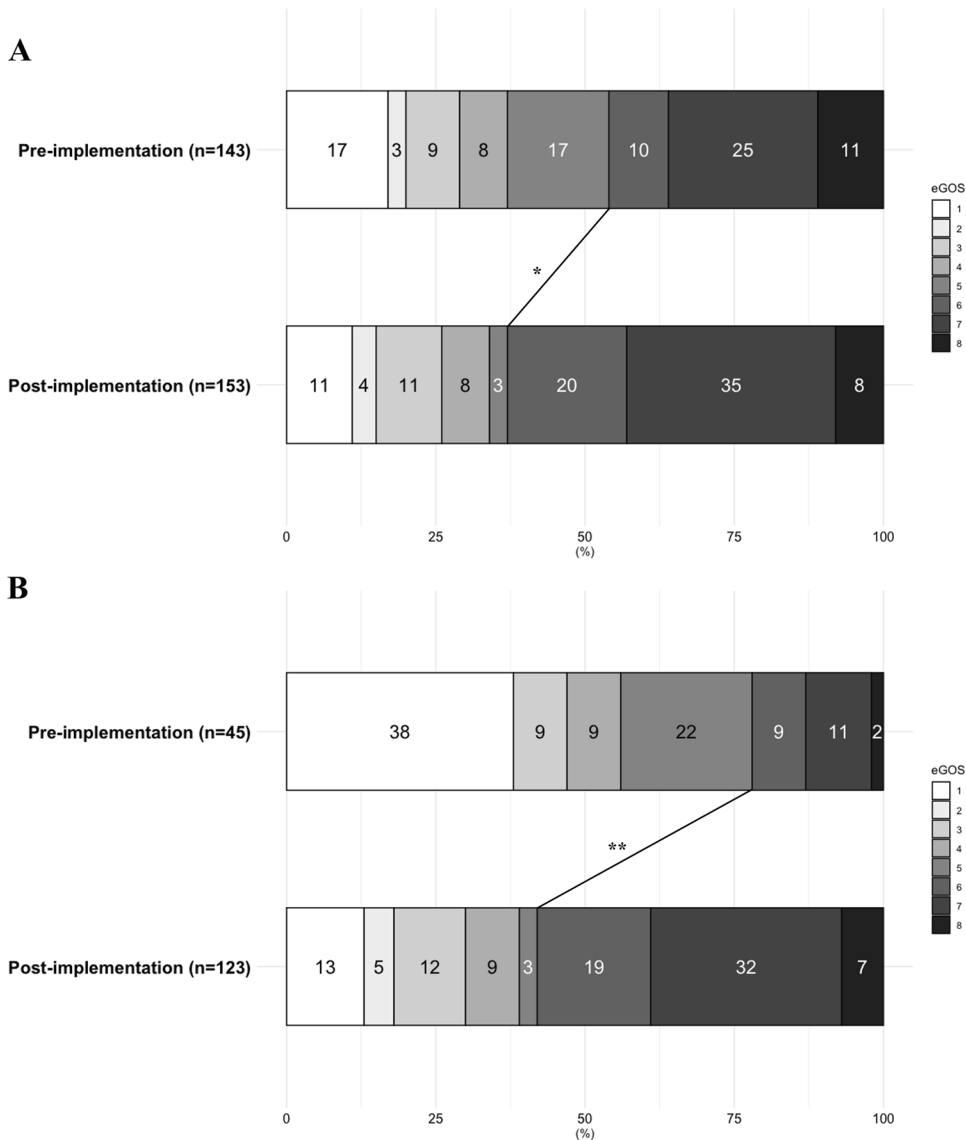 A
Pre-implementation (n=143)
17 3 9 8 17 10 25 11
*
Post-implementation (n=153)
11 4 11 8 3 20 35 8
0 25 50 75 100
(%)
eGOS
1
2
3
4
5
6
7
8
B
Pre-implementation (n=45)
38 9 9 22 9 11 2
**
Post-implementation (n=123)
13 5 12 9 3 19 32 7
0 25 50 75 100
(%)
eGOS
1
2
3
4
5
6
7
8